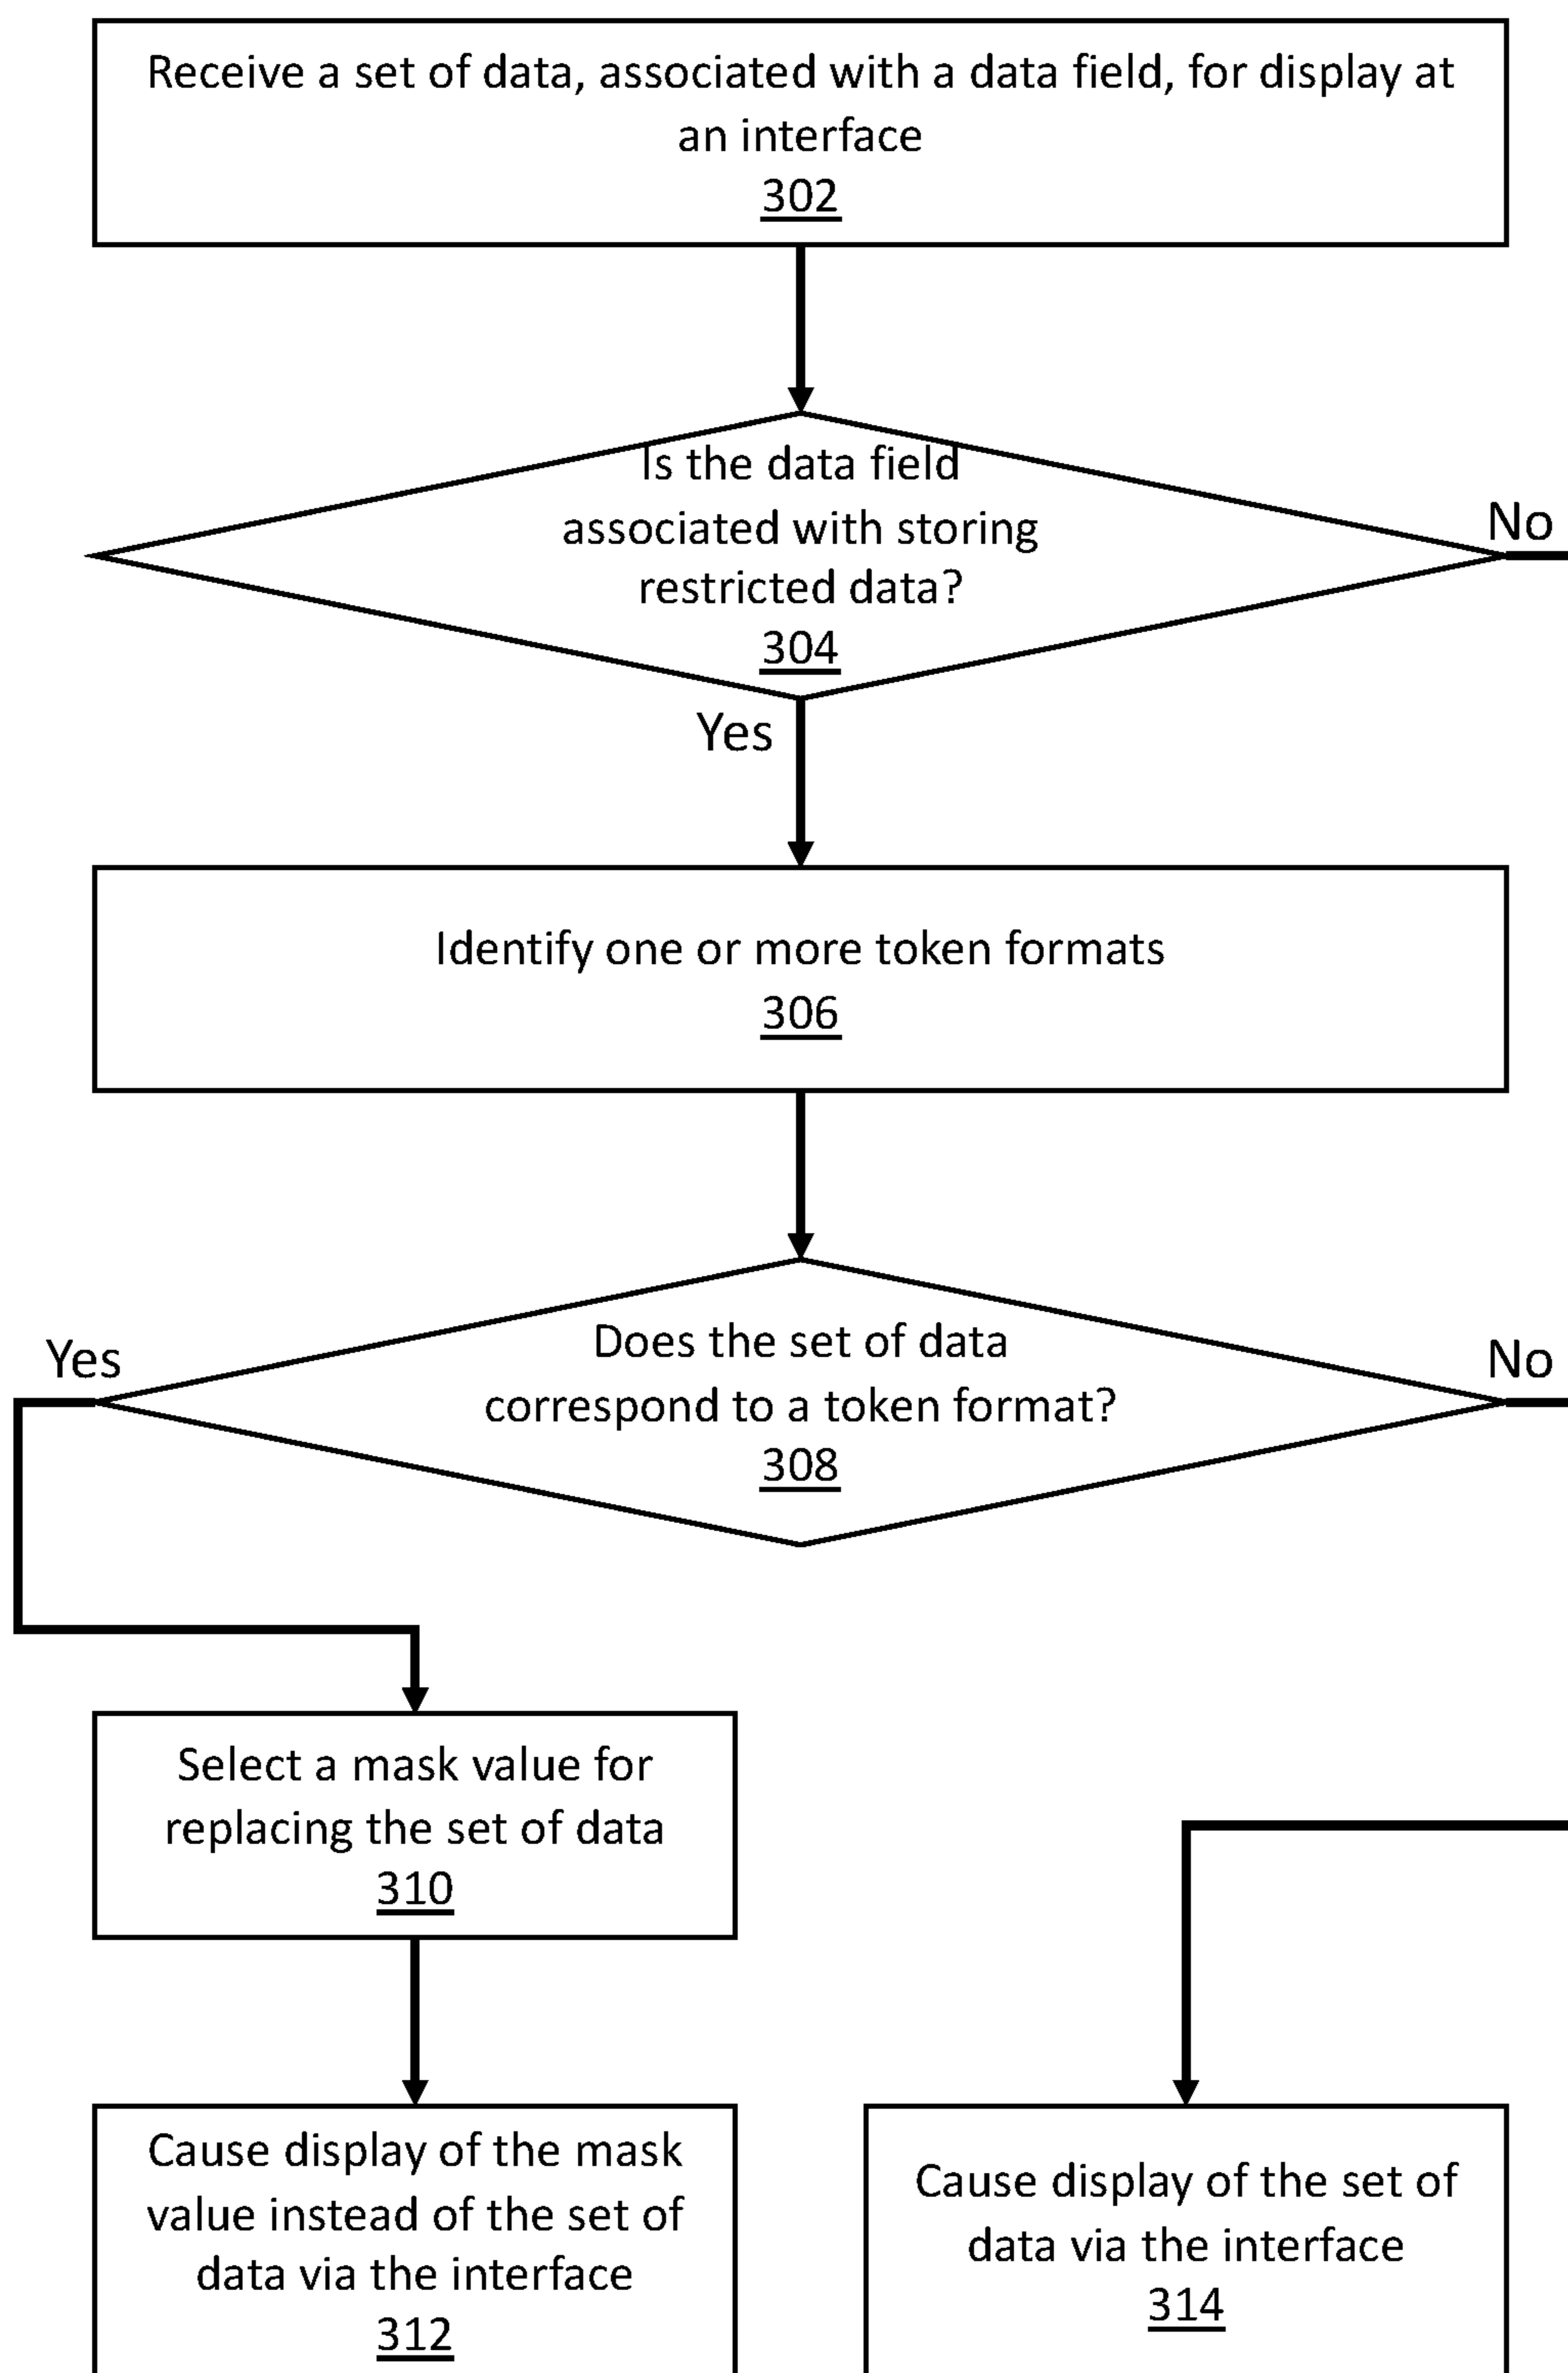 Receive a set of data, associated with a data field, for display at
an interface
302
Is the data field
associated with storing
restricted data?
304
No
Yes
Identify one or more token formats
306
Does the set of data
correspond to a token format?
308
Yes
No
Select a mask value for
replacing the set of data
310
Cause display of the mask
value instead of the set of
data via the interface
312
Cause display of the set of
data via the interface
314